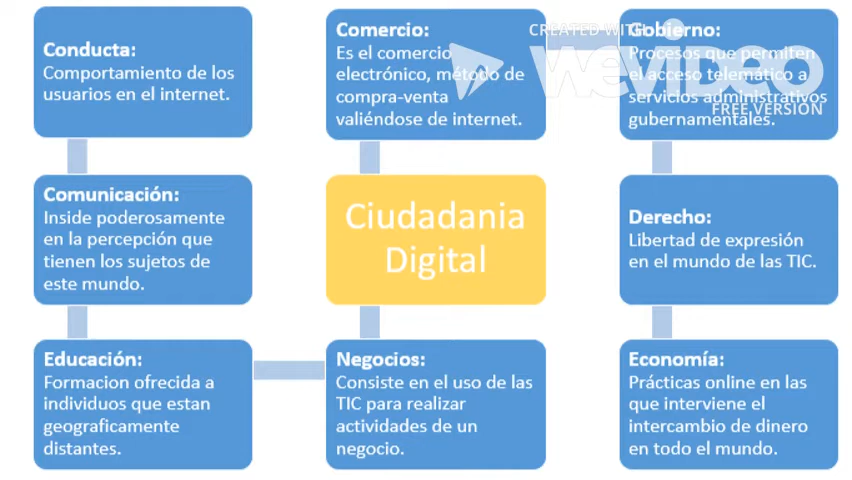 Conducta:
Comportamiento de los
usuarios en el internet.
Comercio:
Es el comercio
electrónico, método de
compra-venta
valiéndose de internet.
CREATED WITH
WeVideo
FREE VERSION
Gobierno:
Procesos que permiten
el acceso telemático a
servicios administrativos
gubernamentales.
Comunicación:
Inside poderosamente
en la percepción que
tienen los sujetos de
este mundo.
Ciudadania
Digital
Derecho:
Libertad de expresión
en el mundo de las TIC.
Educación:
Formacion ofrecida a
individuos que estan
geograficamente
distantes.
Negocios:
Consiste en el uso de las
TIC para realizar
actividades de un
negocio.
Economía:
Prácticas online en las
que interviene el
intercambio de dinero
en todo el mundo.